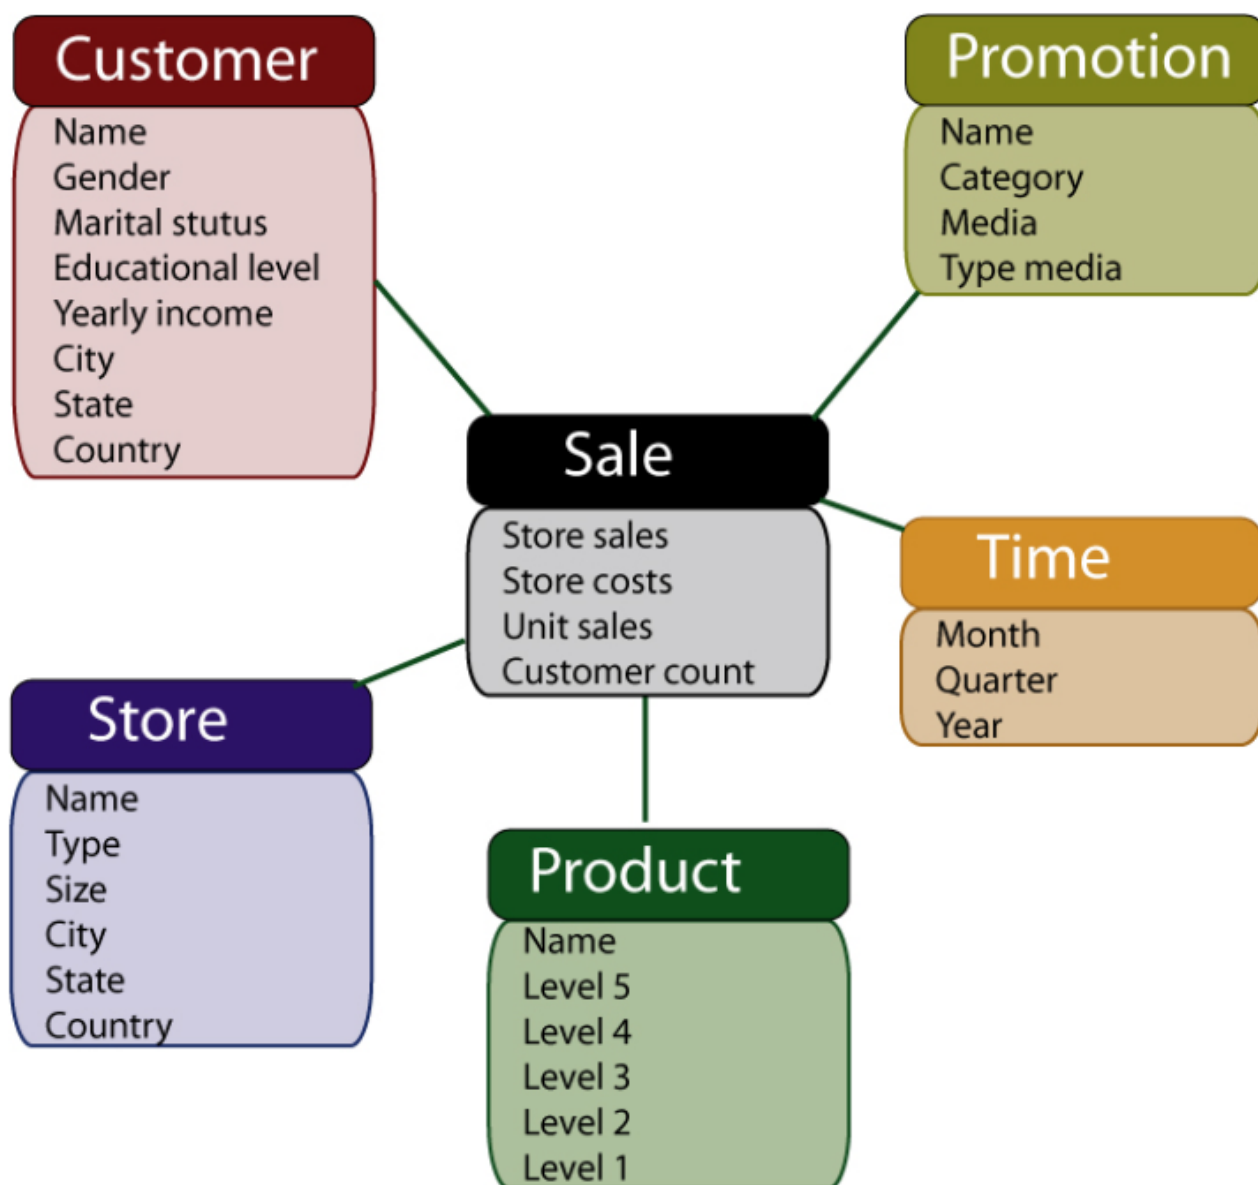 Customer
Name
Gender
Marital stutus
Educational level
Yearly income
City
State
Country
Promotion
Name
Category
Media
Type media
Sale
Store sales
Store costs
Unit sales
Customer count
Time
Month
Quarter
Year
Store
Name
Type
Size
City
State
Country
Product
Name
Level 5
Level 4
Level 3
Level 2
Level 1